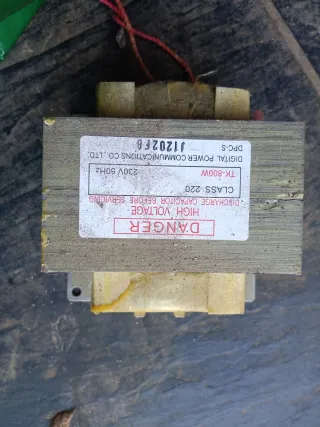 DANGER
HIGH VOLTAGE
• DISCHARGE CAPACITOR BEFORE SERVICING
CLASS 220
TK-800W
230V 50Hz
DIGITAL POWER COMMUNICATIONS CO., LTD.
DPC-S
J1202FB